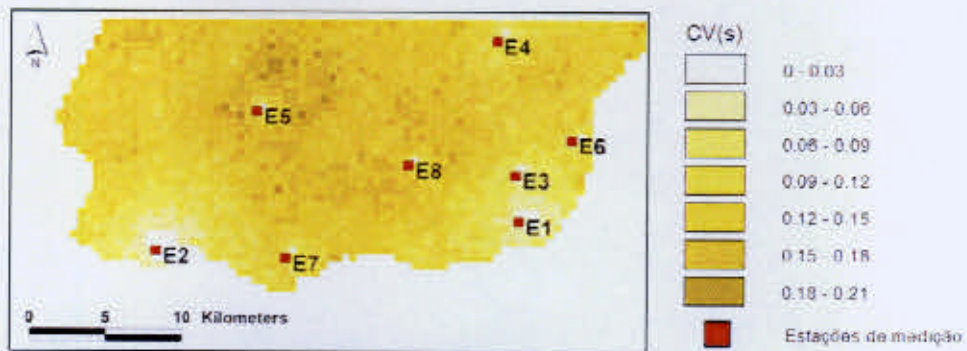 CV(s)
0 - 0.03
0.03 - 0.06
0.06 - 0.09
0.09 - 0.12
0.12 - 0.15
0.15 - 0.18
0.18 - 0.21
Estações de medição
E4
E5
E6
E8
E3
E1
E2
E7
0 5 10 Kilometers
N